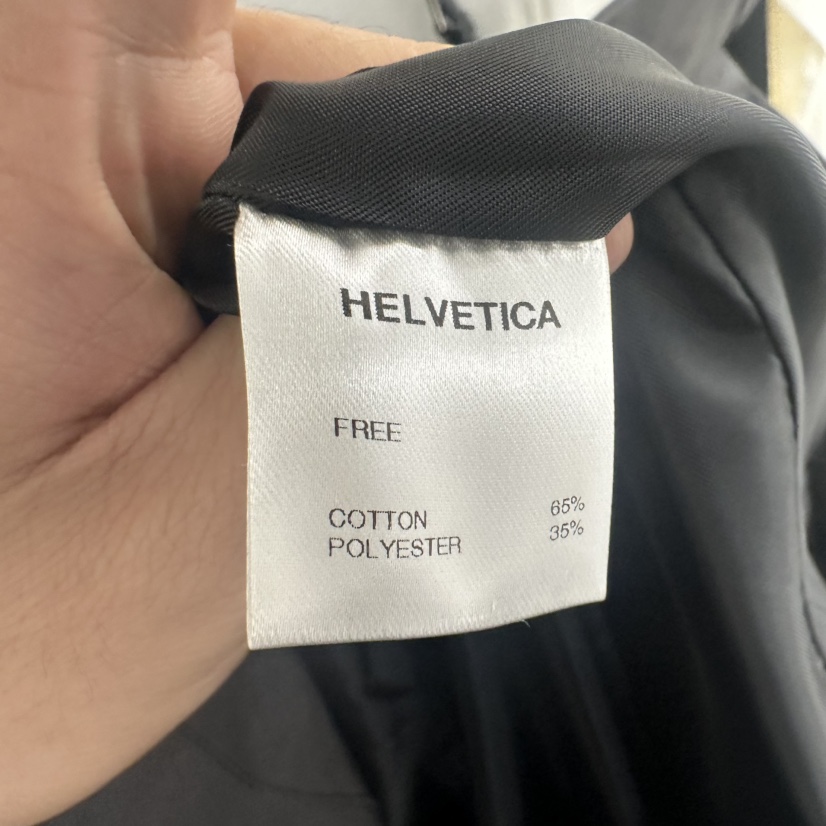 HELVETICA
FREE
COTTON 65%
POLYESTER 35%